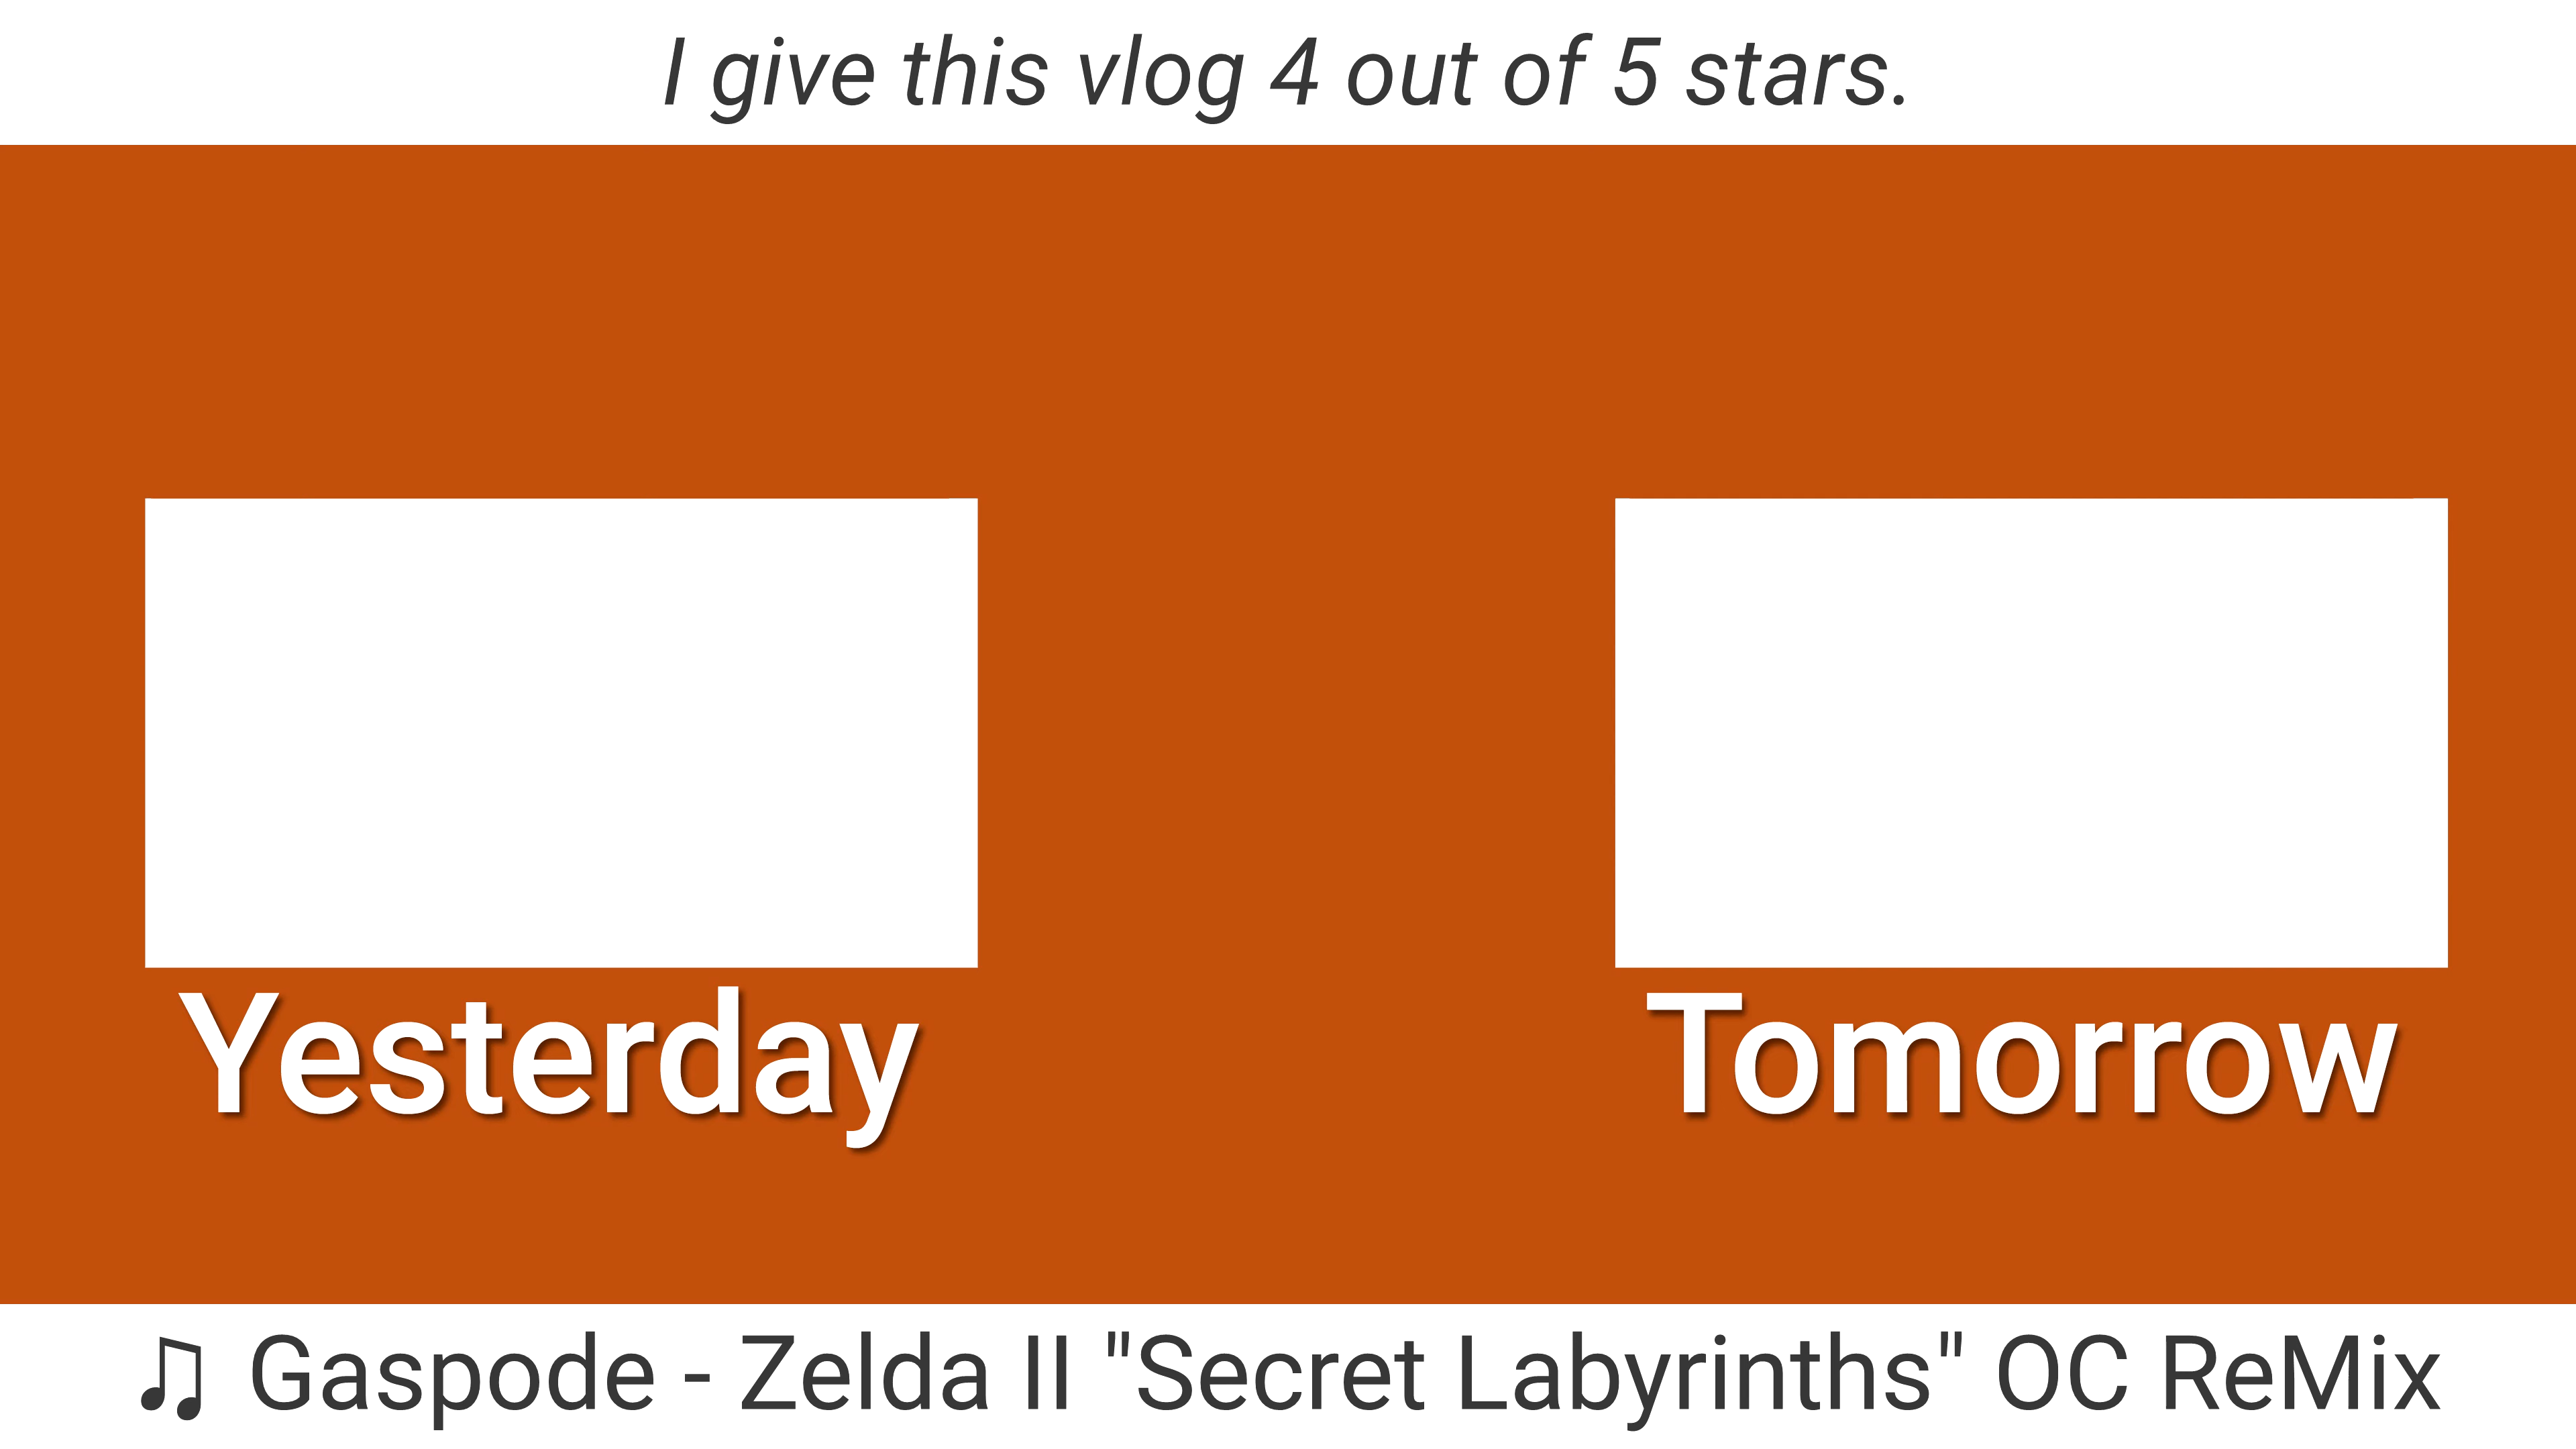 I give this vlog 4 out of 5 stars.
Yesterday
Tomorrow
♫ Gaspode - Zelda II "Secret Labyrinths" OC ReMix